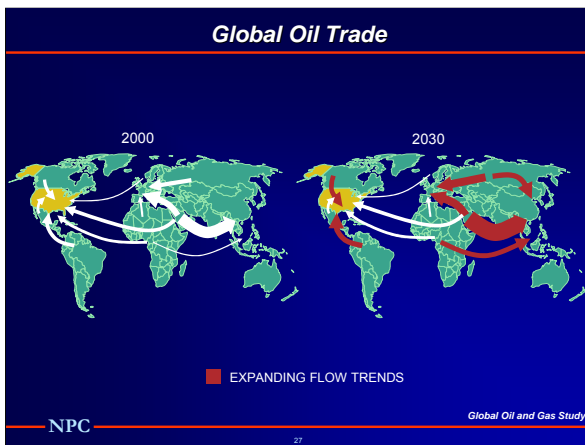 Global Oil Trade
2000
2030
EXPANDING FLOW TRENDS
Global Oil and Gas Study
NPC
27